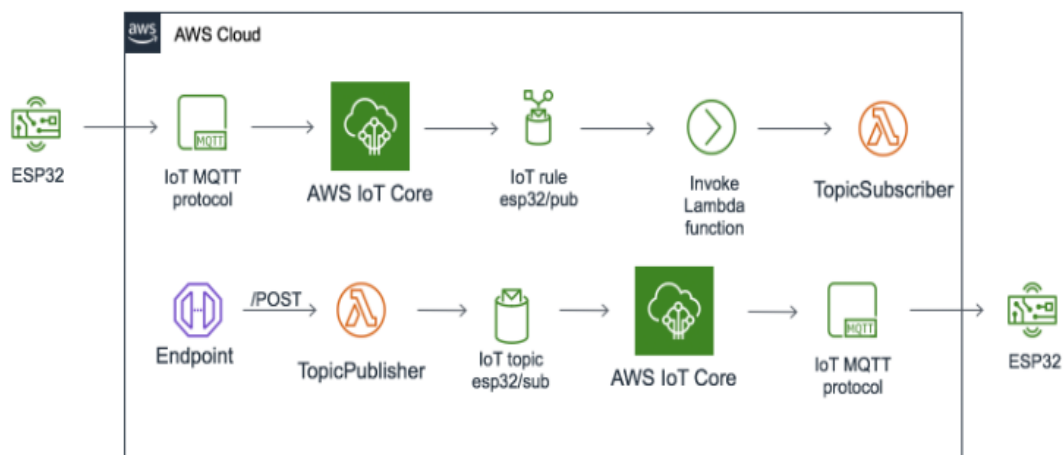 aws
AWS Cloud
ESP32
MQTT
IoT MQTT
protocol
AWS IoT Core
IoT rule
esp32/pub
Invoke
Lambda
function
TopicSubscriber
Endpoint
/POST
TopicPublisher
IoT topic
esp32/sub
AWS IoT Core
MQTT
IoT MQTT
protocol
ESP32